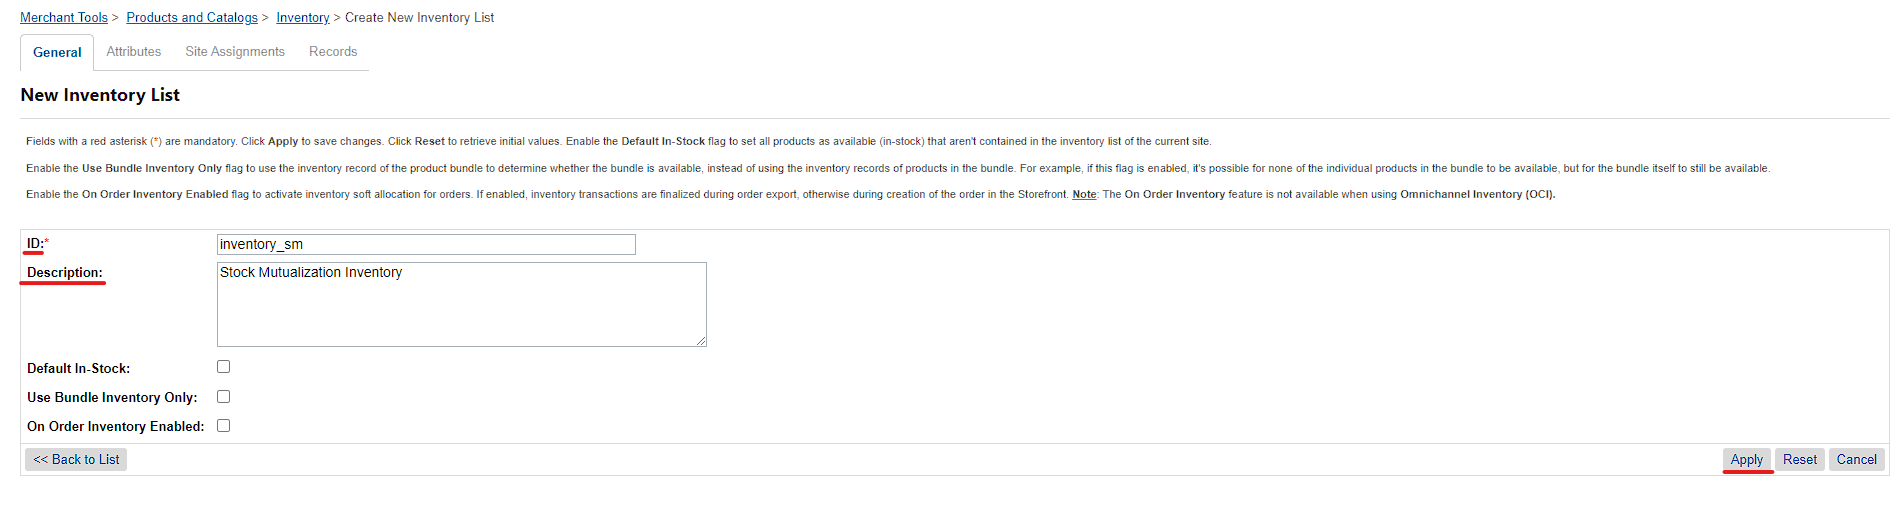 Merchant Tools > Products and Catalogs > Inventory > Create New Inventory List
General Attributes Site Assignments Records
New Inventory List
Fields with a red asterisk (*) are mandatory. Click Apply to save changes. Click Reset to retrieve initial values. Enable the Default In-Stock flag to set all products as available (in-stock) that aren't contained in the inventory list of the current site.
Enable the Use Bundle Inventory Only flag to use the inventory record of the product bundle to determine whether the bundle is available, instead of using the inventory records of products in the bundle. For example, if this flag is enabled, it's possible for none of the individual products in the bundle to be available, but for the bundle itself to still be available.
Enable the On Order Inventory Enabled flag to activate inventory soft allocation for orders. If enabled, inventory transactions are finalized during order export, otherwise during creation of the order in the Storefront. Note: The On Order Inventory feature is not available when using Omnichannel Inventory (OCI).
ID:* inventory_sm
Description: Stock Mutualization Inventory
Default In-Stock:
Use Bundle Inventory Only:
On Order Inventory Enabled:
<< Back to List Apply Reset Cancel